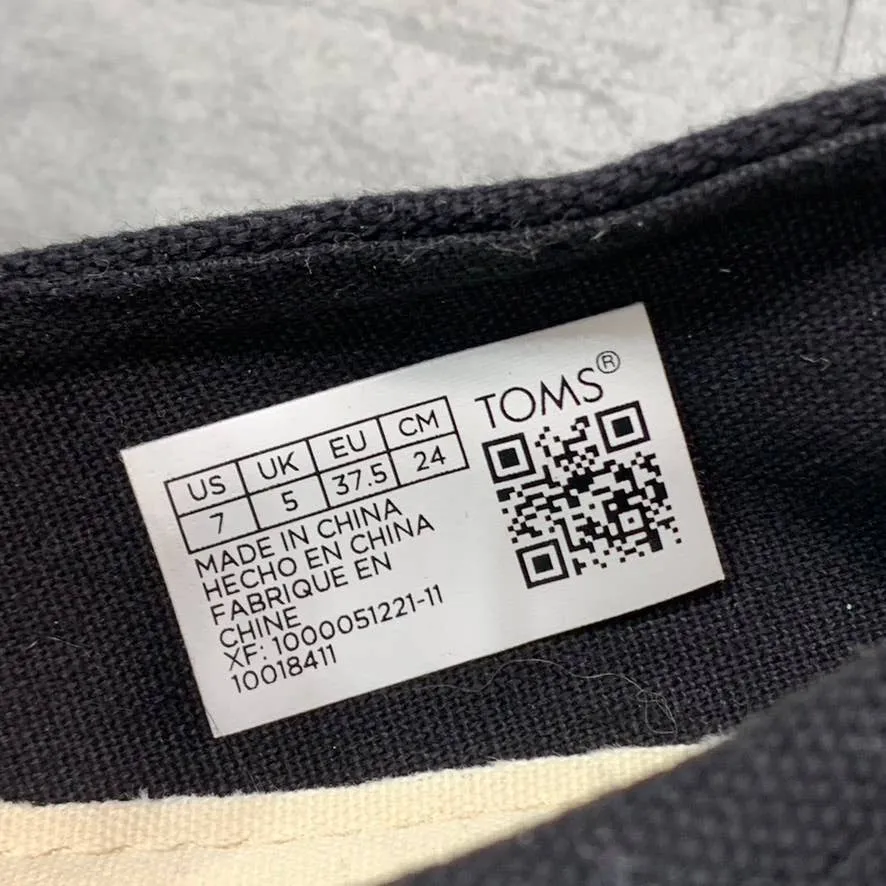 US UK EU CM
7 5 37.5 24
MADE IN CHINA
HECHO EN CHINA
FABRIQUE EN
CHINE
XF: 1000051221-11
10018411
TOMS®